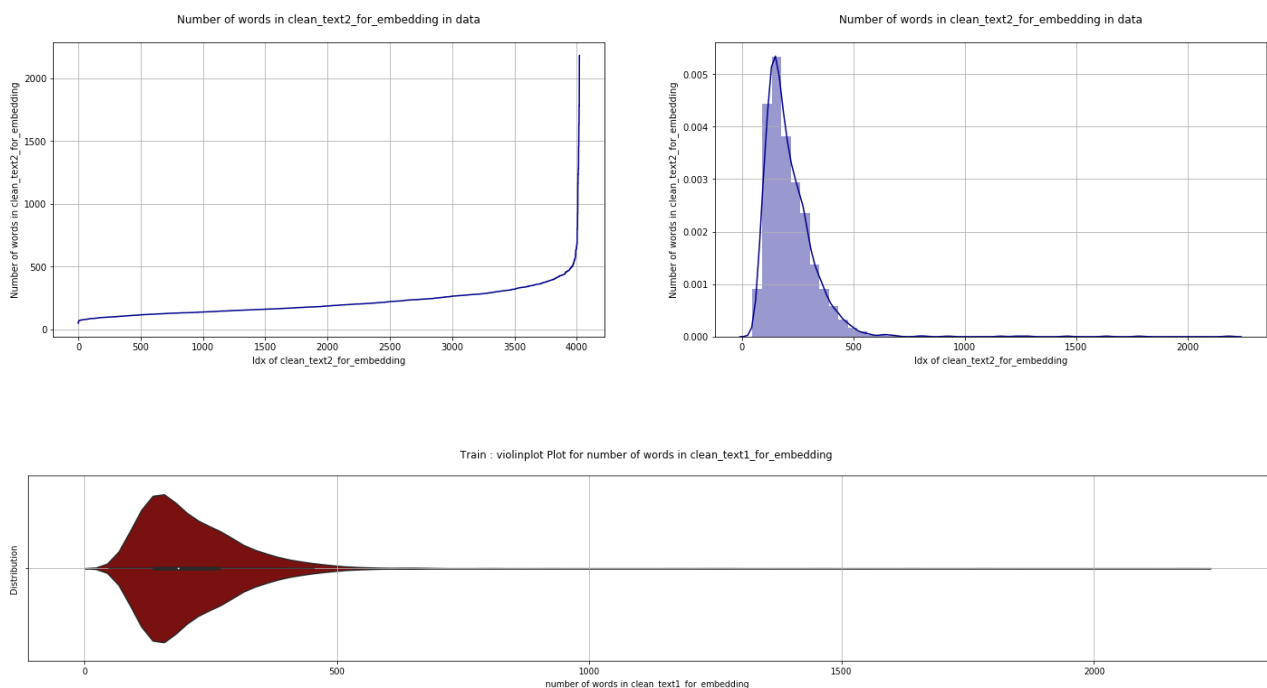 Number of words in clean_text2_for_embedding in data
Number of words in clean_text2_for_embedding
2000
1500
1000
500
0
0 500 1000 1500 2000 2500 3000 3500 4000
Idx of clean_text2_for_embedding
Number of words in clean_text2_for_embedding in data
Number of words in clean_text2_for_embedding
0.005
0.004
0.003
0.002
0.001
0.000
0 500 1000 1500 2000
Idx of clean_text2_for_embedding
Train : violinplot Plot for number of words in clean_text1_for_embedding
Distribution
0 500 1000 1500 2000
number of words in clean_text1_for_embedding